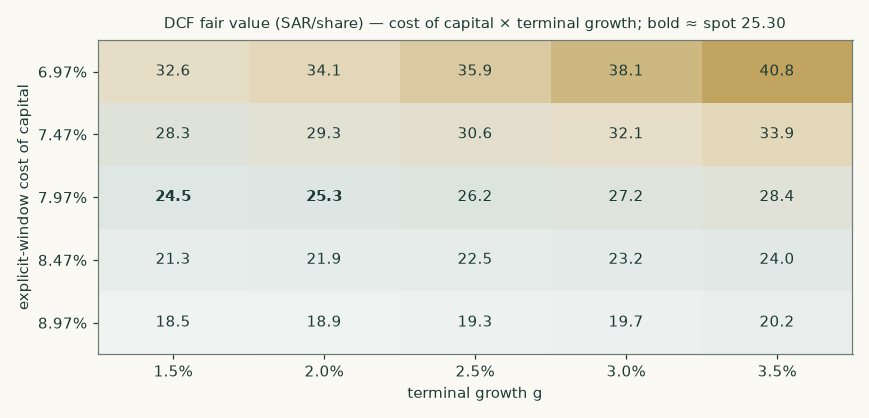 DCF fair value (SAR/share) — cost of capital × terminal growth; bold ≈ spot 25.30
explicit-window cost of capital
6.97% 32.6 34.1 35.9 38.1 40.8
7.47% 28.3 29.3 30.6 32.1 33.9
7.97% 24.5 25.3 26.2 27.2 28.4
8.47% 21.3 21.9 22.5 23.2 24.0
8.97% 18.5 18.9 19.3 19.7 20.2
1.5% 2.0% 2.5% 3.0% 3.5%
terminal growth g